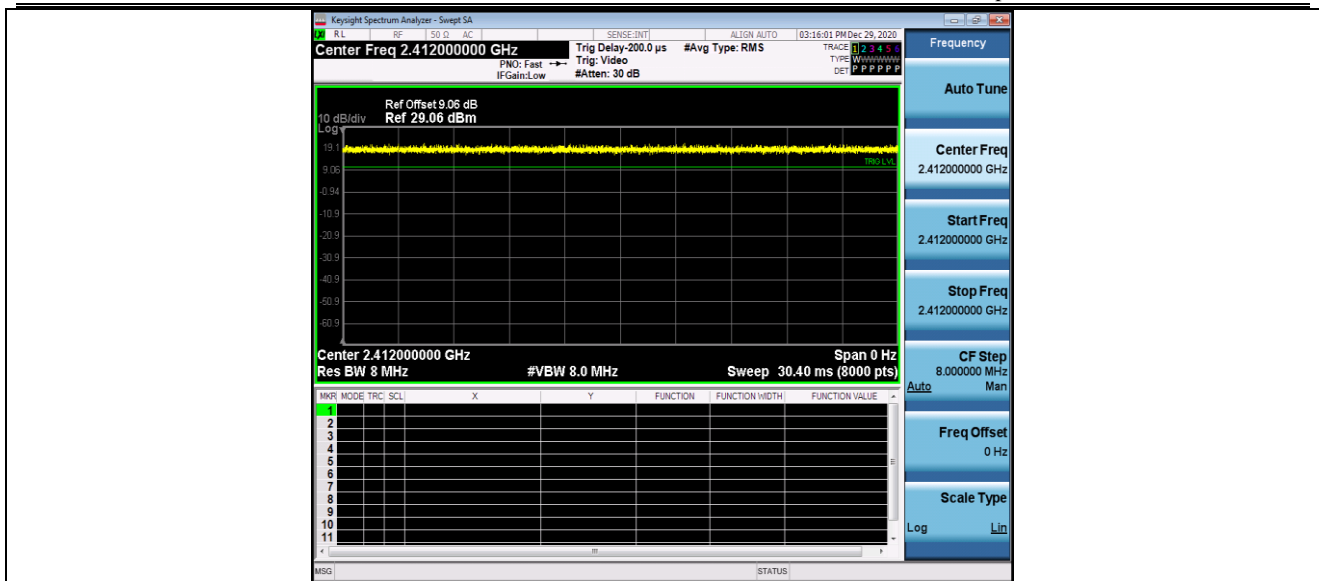 Keysight Spectrum Analyzer - Swept SA
RL RF 50 Ω AC SENSE:INT ALIGN AUTO 03:16:01 PM Dec 29, 2020
Center Freq 2.412000000 GHz
PNO: Fast
IFGain:Low
Trig Delay-200.0 µs
Trig: Video
#Atten: 30 dB
#Avg Type: RMS
TRACE 1 2 3 4 5 6
TYPE WWWWWW
DET P P P P P P
Ref Offset 9.06 dB
10 dB/div Ref 29.06 dBm
Log
19.1
TRIG LVL
9.06
-0.94
-10.9
-20.9
-30.9
-40.9
-50.9
-60.9
Center 2.412000000 GHz Span 0 Hz
Res BW 8 MHz #VBW 8.0 MHz Sweep 30.40 ms (8000 pts)
MKR MODE TRC SCL X Y FUNCTION FUNCTION WIDTH FUNCTION VALUE
1
2
3
4
5
6
7
8
9
10
11
MSG STATUS
Frequency
Auto Tune
Center Freq
2.412000000 GHz
Start Freq
2.412000000 GHz
Stop Freq
2.412000000 GHz
CF Step
8.000000 MHz
Auto Man
Freq Offset
0 Hz
Scale Type
Log Lin